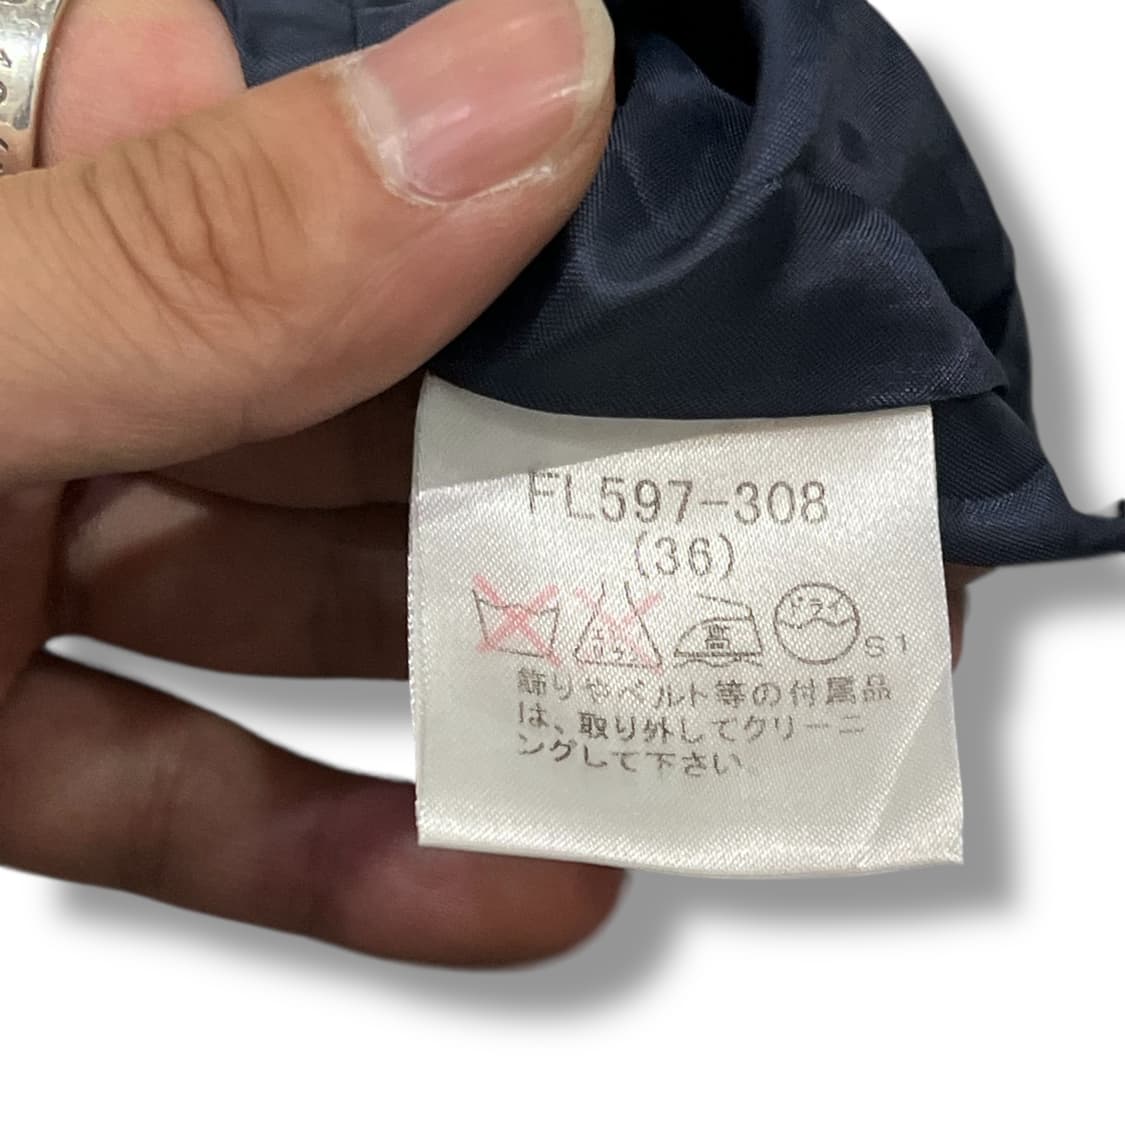 FL597-308
(36)
高 ドライ S1
飾りやベルト等の付属品
は、取り外してクリーニ
ングして下さい。